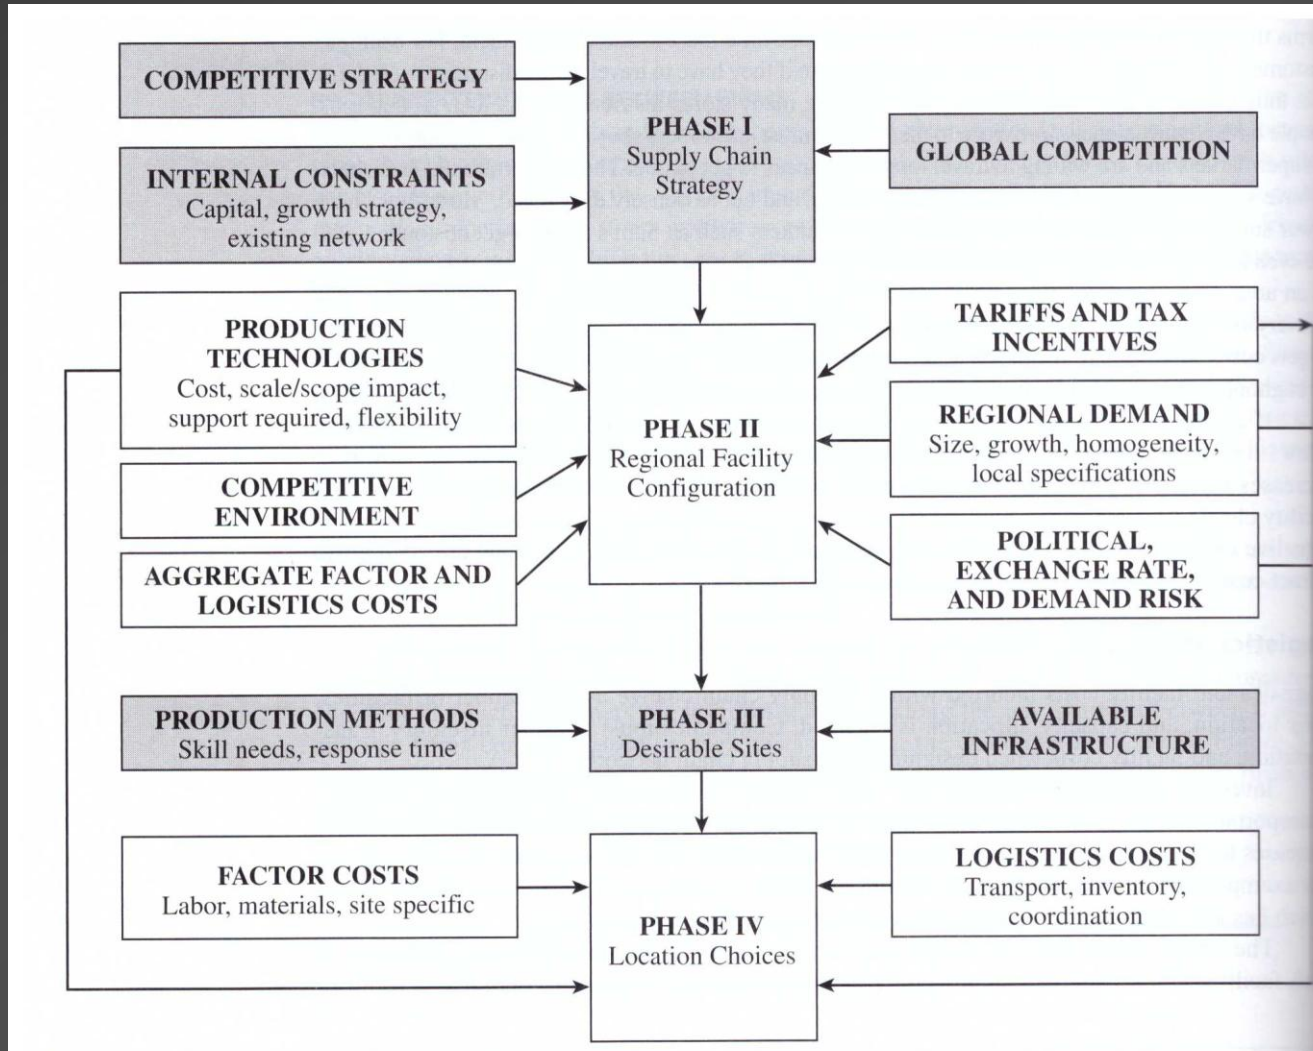 COMPETITIVE STRATEGY
INTERNAL CONSTRAINTS
Capital, growth strategy,
existing network
PHASE I
Supply Chain
Strategy
GLOBAL COMPETITION
PRODUCTION
TECHNOLOGIES
Cost, scale/scope impact,
support required, flexibility
COMPETITIVE
ENVIRONMENT
AGGREGATE FACTOR AND
LOGISTICS COSTS
PHASE II
Regional Facility
Configuration
TARIFFS AND TAX
INCENTIVES
REGIONAL DEMAND
Size, growth, homogeneity,
local specifications
POLITICAL,
EXCHANGE RATE,
AND DEMAND RISK
PRODUCTION METHODS
Skill needs, response time
PHASE III
Desirable Sites
AVAILABLE
INFRASTRUCTURE
FACTOR COSTS
Labor, materials, site specific
PHASE IV
Location Choices
LOGISTICS COSTS
Transport, inventory,
coordination